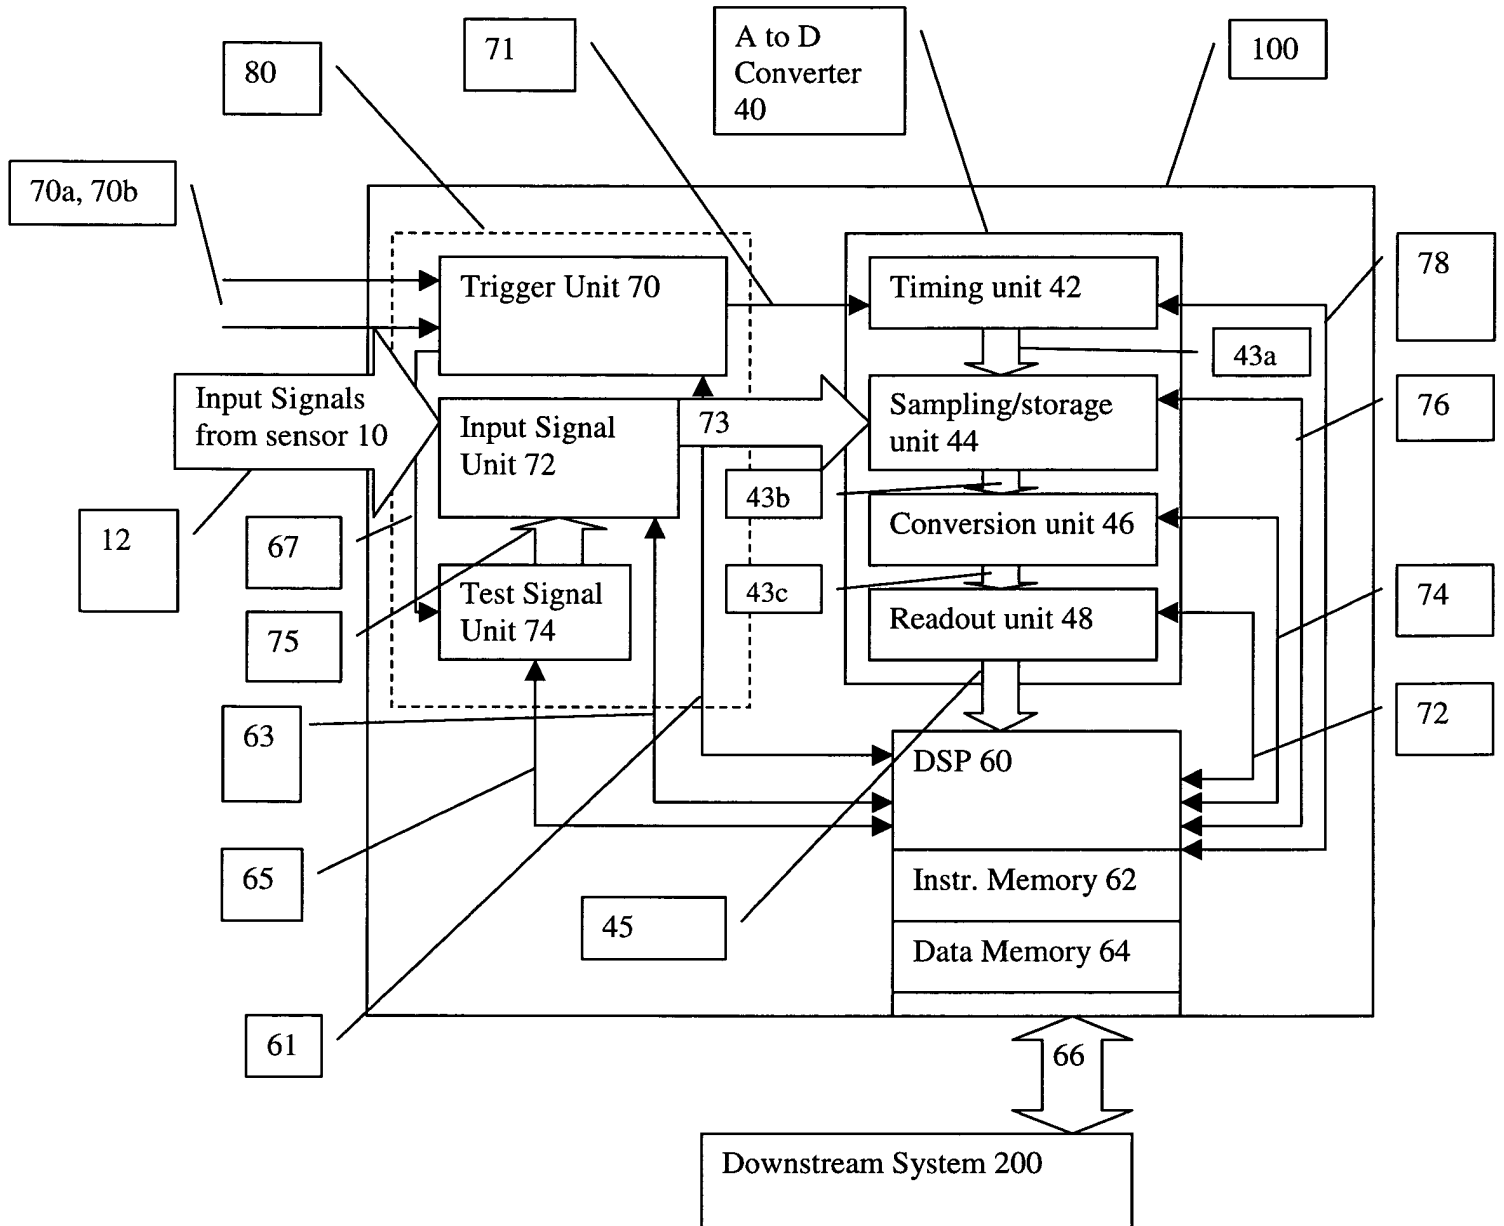 71
A to D
Converter
40
100
80
70a, 70b
Trigger Unit 70
Timing unit 42
78
43a
Input Signals
from sensor 10
Input Signal
Unit 72
73
Sampling/storage
unit 44
76
43b
12
67
Conversion unit 46
43c
74
Test Signal
Unit 74
75
Readout unit 48
72
63
DSP 60
65
Instr. Memory 62
45
Data Memory 64
61
66
Downstream System 200